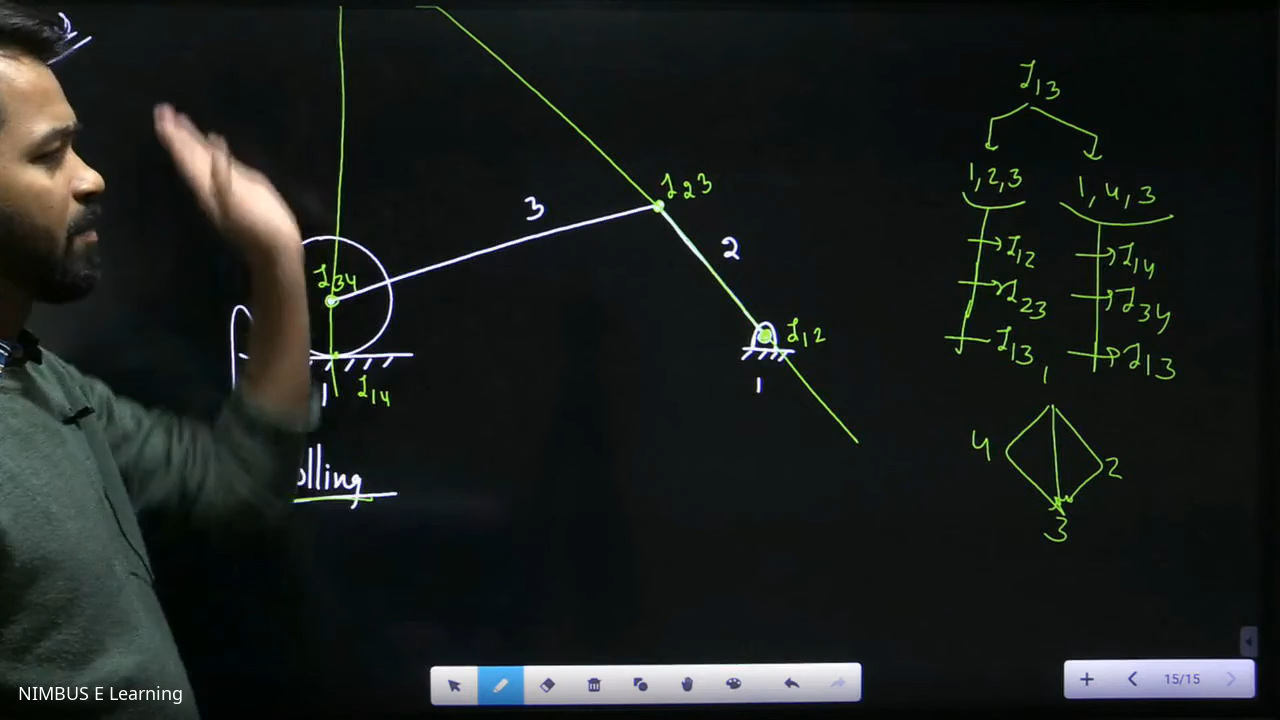 I13
1,2,3
1,4,3
I12
I14
I23
I34
I13
I13
1
4
2
3
I23
3
2
I34
I12
1
I14
1
olling
15/15
NIMBUS E Learning